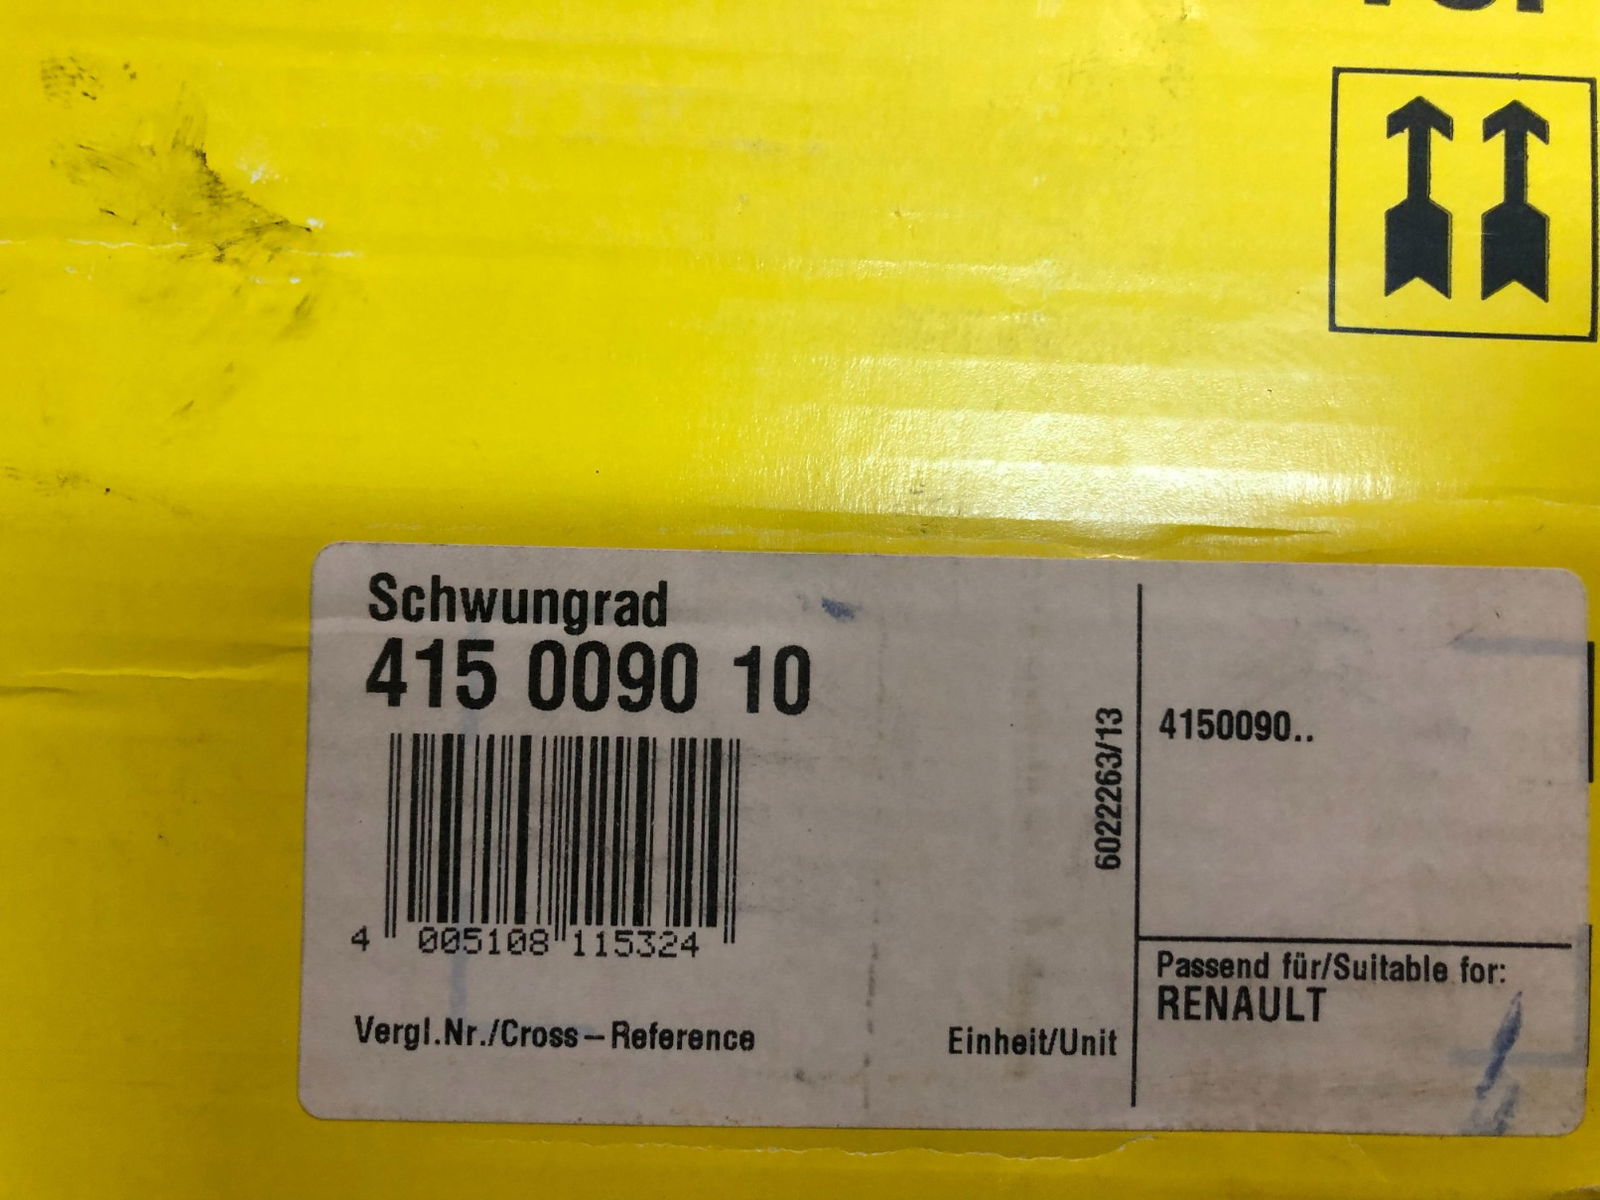 Schwungrad
415 0090 10
4 005108 115324
Vergl.Nr./Cross–Reference
Einheit/Unit
6022263/13
4150090..
Passend für/Suitable for:
RENAULT